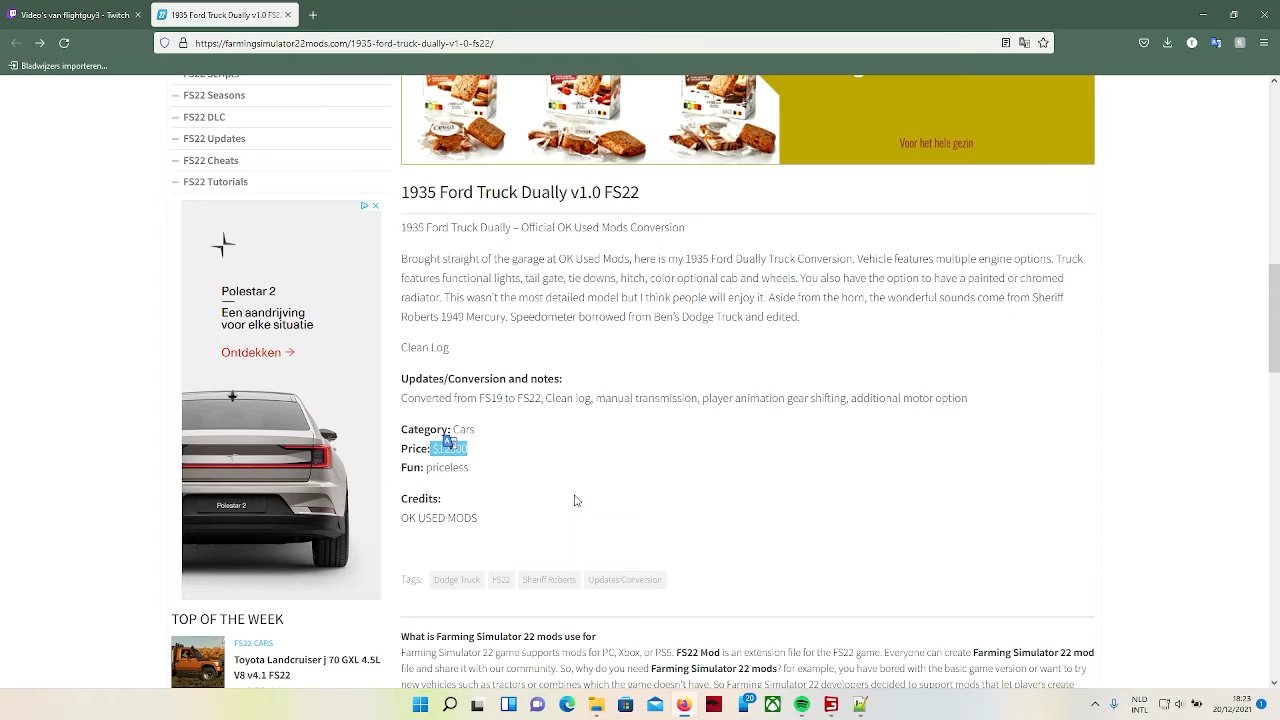 Videoproducent - Twitch
1935 Ford Truck Dually v1.0 FS22
https://farmingsimulator22mods.com/1935-ford-truck-dually-v1-0-fs22/
Bladwijzers importeren...
FS22 Scripts
FS22 Seasons
FS22 DLC
FS22 Updates
FS22 Cheats
FS22 Tutorials
Voor het hele gezin
Polestar 2
Een aandrijving
voor elke situatie
Ontdekken →
Polestar 2
TOP OF THE WEEK
FS22 CARS
Toyota Landcruiser j 70 GXL 4.5L
V8 v4.1 FS22
1935 Ford Truck Dually v1.0 FS22
1935 Ford Truck Dually – Official OK Used Mods Conversion
Brought straight of the garage at OK Used Mods, here is my 1935 Ford Dually Truck Conversion. Vehicle features multiple engine options. Truck
features functional lights, tail gate, tie downs, hitch, color optional cab and wheels. You also have the option to have a painted or chromed
radiator. This wasn't the most detailed model but I think people will enjoy it. Aside from the horn, the wonderful sounds come from Sheriff
Roberts 1949 Mercury. Speedometer borrowed from Ben's Dodge Truck and edited.
Clean Log
Updates/Conversion and notes:
Converted from FS19 to FS22, Clean log, manual transmission, player animation gear shifting, additional motor option
Category: Cars
Price:
Fun: priceless
Credits:
OK USED MODS
Tags: Dodge Truck FS22 Sheriff Roberts Updates Conversion
What is Farming Simulator 22 mods use for
Farming Simulator 22 game supports mods for PC, Xbox, or PS5. FS22 Mod is an extension file for the FS22 game. Everyone can create Farming Simulator 22 mod
file and share it with our community. So, why do you need Farming Simulator 22 mods? for example, you have bored with the basic game version or want to try
new vehicles such as tractors or combines which the game doesn't have. So Farming Simulator 22 developers decided to support mods that let players create
20
NLD
INTL
18:23
20/12/2021